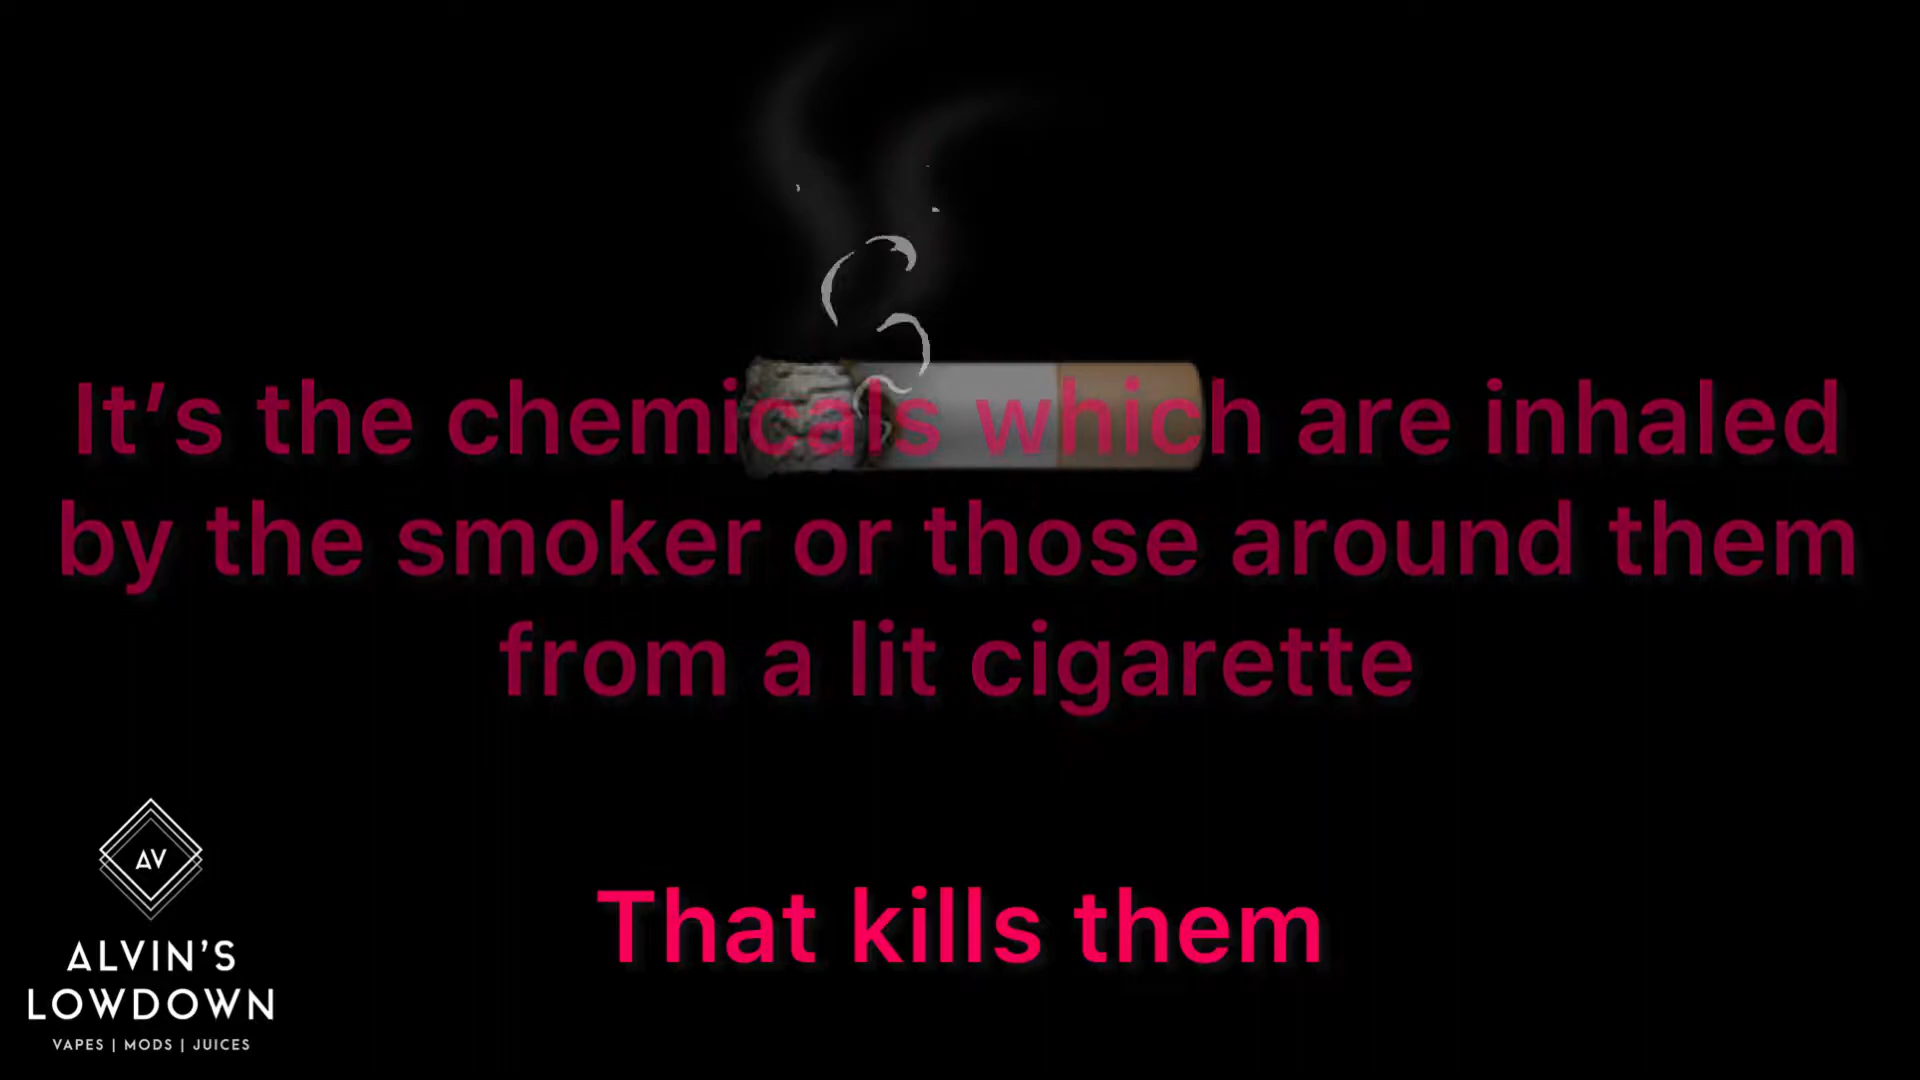 It’s the chemicals which are inhaled
by the smoker or those around them
from a lit cigarette
That kills them
AV
ALVIN’S
LOWDOWN
VAPES | MODS | JUICES